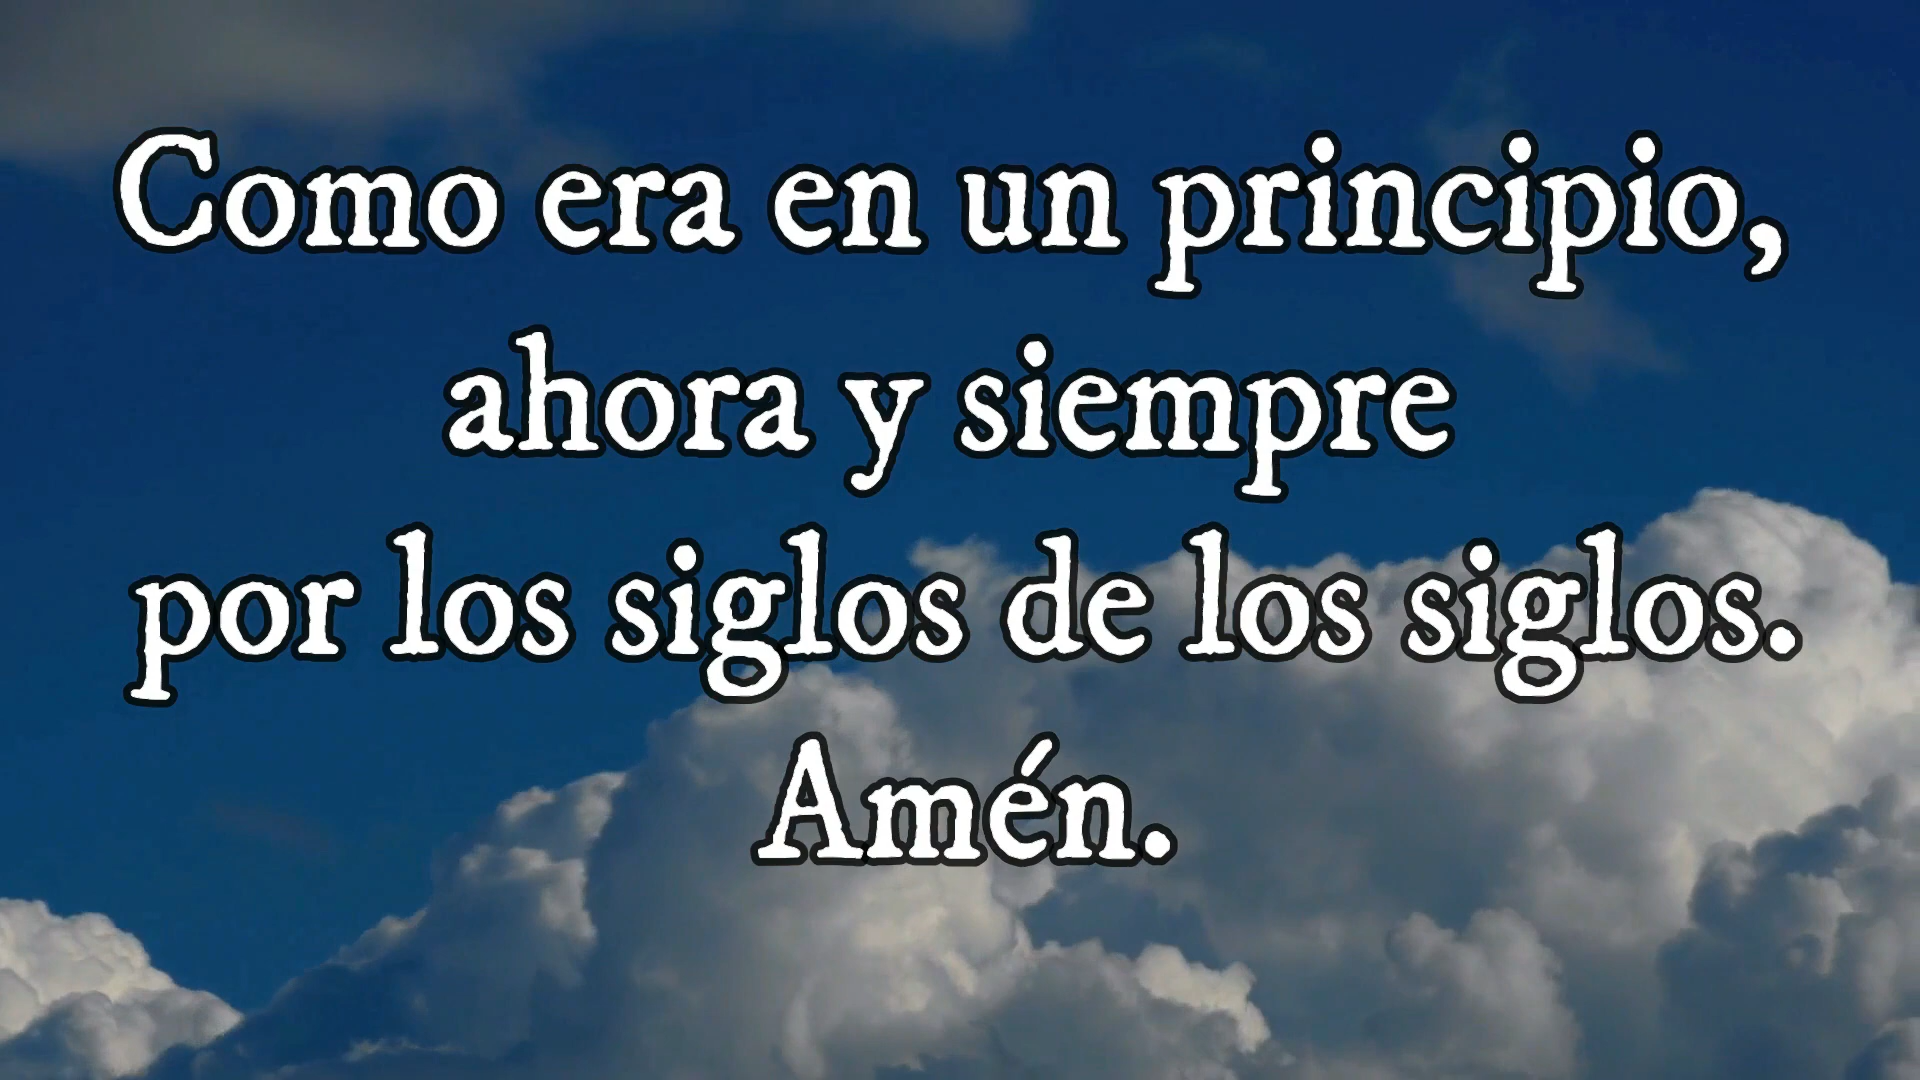 Como era en un principio,
ahora y siempre
por los siglos de los siglos.
Amén.